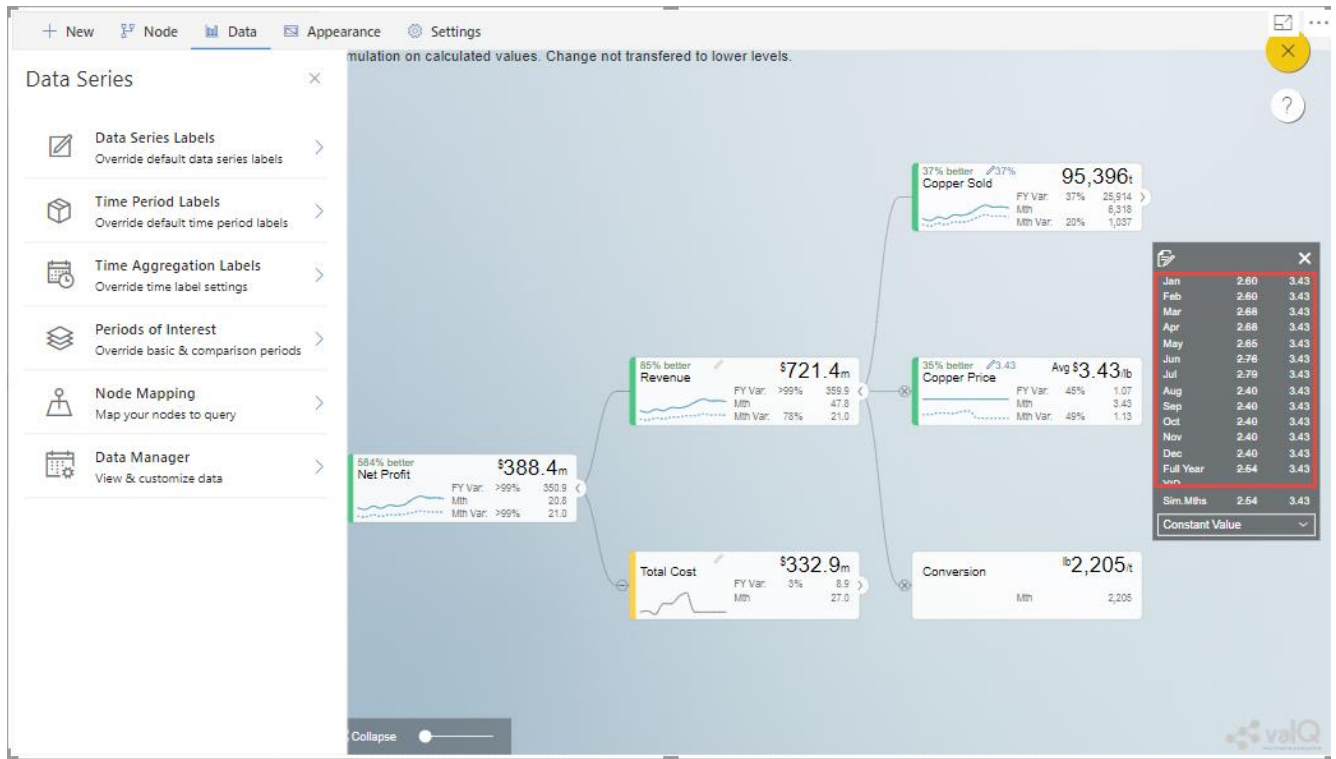 New Node Data Appearance Settings
mulation on calculated values. Change not transfered to lower levels.
Data Series
Data Series Labels
Override default data series labels
Time Period Labels
Override default time period labels
Time Aggregation Labels
Override time label settings
Periods of Interest
Override basic & comparison periods
Node Mapping
Map your nodes to query
Data Manager
View & customize data
584% better
Net Profit $388.4m
FY Var. >99% 350.9
Mth 20.8
Mth Var. >99% 21.0
65% better
Revenue $721.4m
FY Var. >99% 359.9
Mth 47.8
Mth Var. 78% 21.0
Total Cost $332.9m
FY Var. 3% 8.9
Mth 27.0
37% better 37%
Copper Sold 95,396t
FY Var. 37% 25,914
Mth 6,318
Mth Var. 20% 1,037
35% better 3.43
Copper Price Avg $3.43/lb
FY Var. 45% 1.07
Mth 3.43
Mth Var. 49% 1.13
Conversion lb2,205/t
Mth 2,205
Jan 2.60 3.43
Feb 2.60 3.43
Mar 2.66 3.43
Apr 2.66 3.43
May 2.65 3.43
Jun 2.76 3.43
Jul 2.79 3.43
Aug 2.40 3.43
Sep 2.40 3.43
Oct 2.40 3.43
Nov 2.40 3.43
Dec 2.40 3.43
Full Year 2.54 3.43
Sim.Mths 2.54 3.43
Constant Value
Collapse
valQ